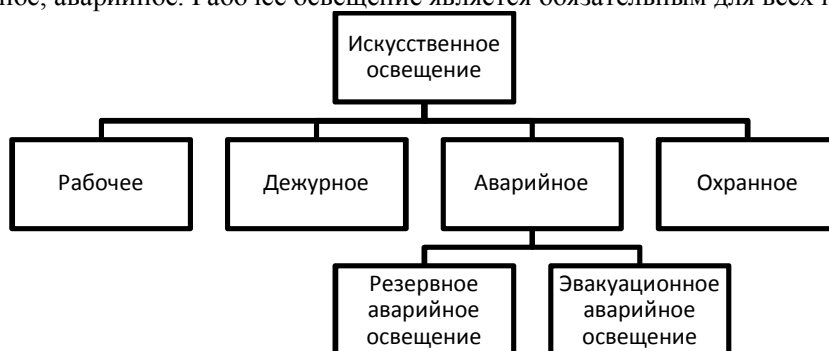 ное, аварийное. Рабочее освещение является обязательным для всех
Искусственное
освещение
Рабочее
Дежурное
Аварийное
Охранное
Резервное
аварийное
освещение
Эвакуационное
аварийное
освещение